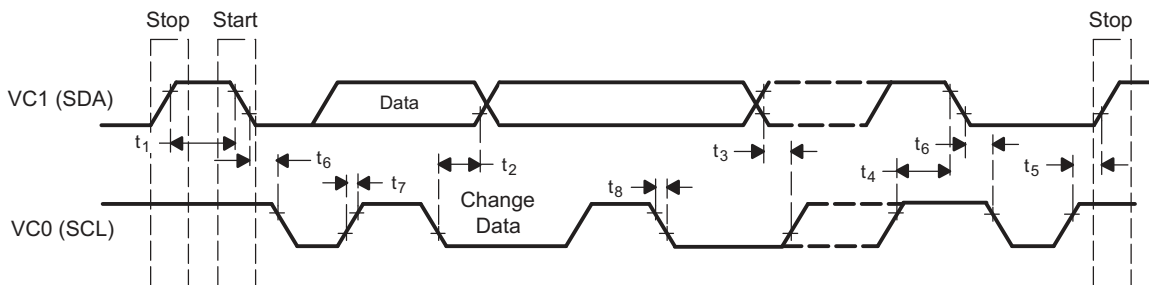 Stop Start Stop
VC1 (SDA)
Data
t1
t6
t2
t3
t6
t4
t5
t7
t8
Change
Data
VC0 (SCL)